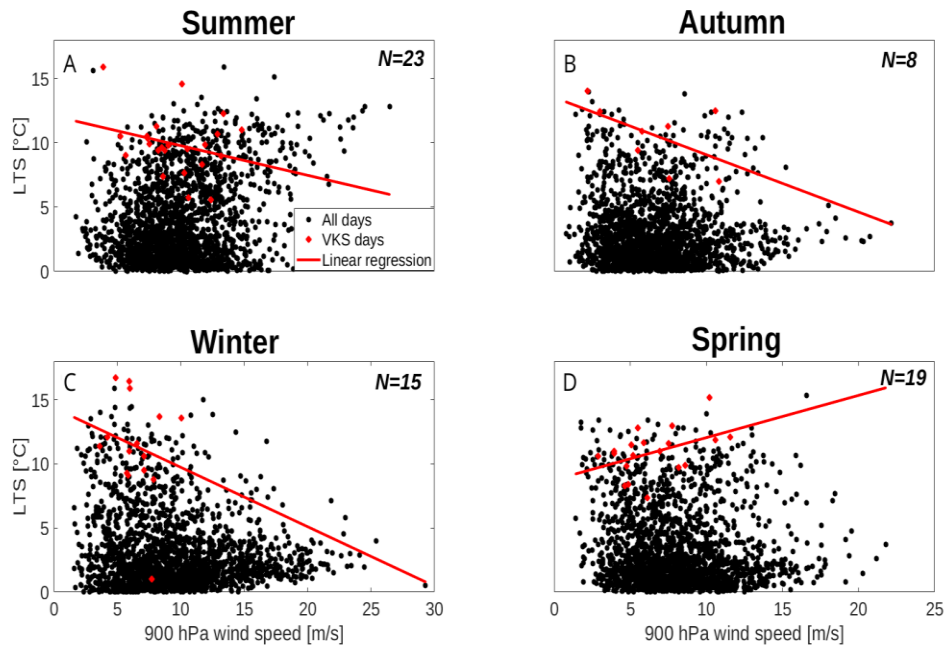 Summer
A
N=23
15
10
5
0
LTS [°C]
All days
VKS days
Linear regression
Autumn
B
N=8
Winter
C
N=15
15
10
5
0
LTS [°C]
0 5 10 15 20 25 30
900 hPa wind speed [m/s]
Spring
D
N=19
0 5 10 15 20 25
900 hPa wind speed [m/s]